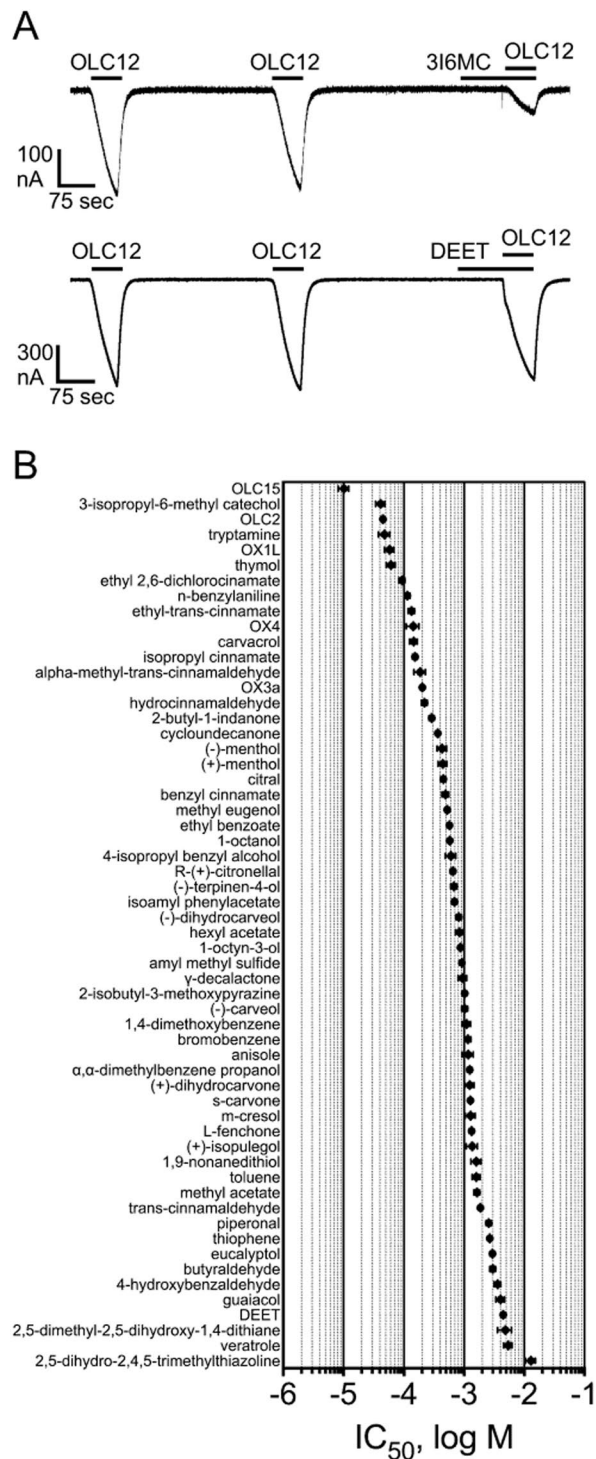 A
OLC12 OLC12 3I6MC OLC12
100
nA
75 sec
OLC12 OLC12 DEET OLC12
300
nA
75 sec
B
OLC15
3-isopropyl-6-methyl catechol
OLC2
tryptamine
OX1L
thymol
ethyl 2,6-dichlorocinamate
n-benzylaniline
ethyl-trans-cinnamate
OX4
carvacrol
isopropyl cinnamate
alpha-methyl-trans-cinnamaldehyde
OX3a
hydrocinnamaldehyde
2-butyl-1-indanone
cycloundecanone
(-)-menthol
(+)-menthol
citral
benzyl cinnamate
methyl eugenol
ethyl benzoate
1-octanol
4-isopropyl benzyl alcohol
R-(+)-citronellal
(-)-terpinen-4-ol
isoamyl phenylacetate
(-)-dihydrocarveol
hexyl acetate
1-octyn-3-ol
amyl methyl sulfide
γ-decalactone
2-isobutyl-3-methoxypyrazine
(-)-carveol
1,4-dimethoxybenzene
bromobenzene
anisole
α,α-dimethylbenzene propanol
(+)-dihydrocarvone
s-carvone
m-cresol
L-fenchone
(+)-isopulegol
1,9-nonanedithiol
toluene
methyl acetate
trans-cinnamaldehyde
piperonal
thiophene
eucalyptol
butyraldehyde
4-hydroxybenzaldehyde
guaiacol
DEET
2,5-dimethyl-2,5-dihydroxy-1,4-dithiane
veratrole
2,5-dihydro-2,4,5-trimethylthiazoline
-6 -5 -4 -3 -2 -1
IC50, log M